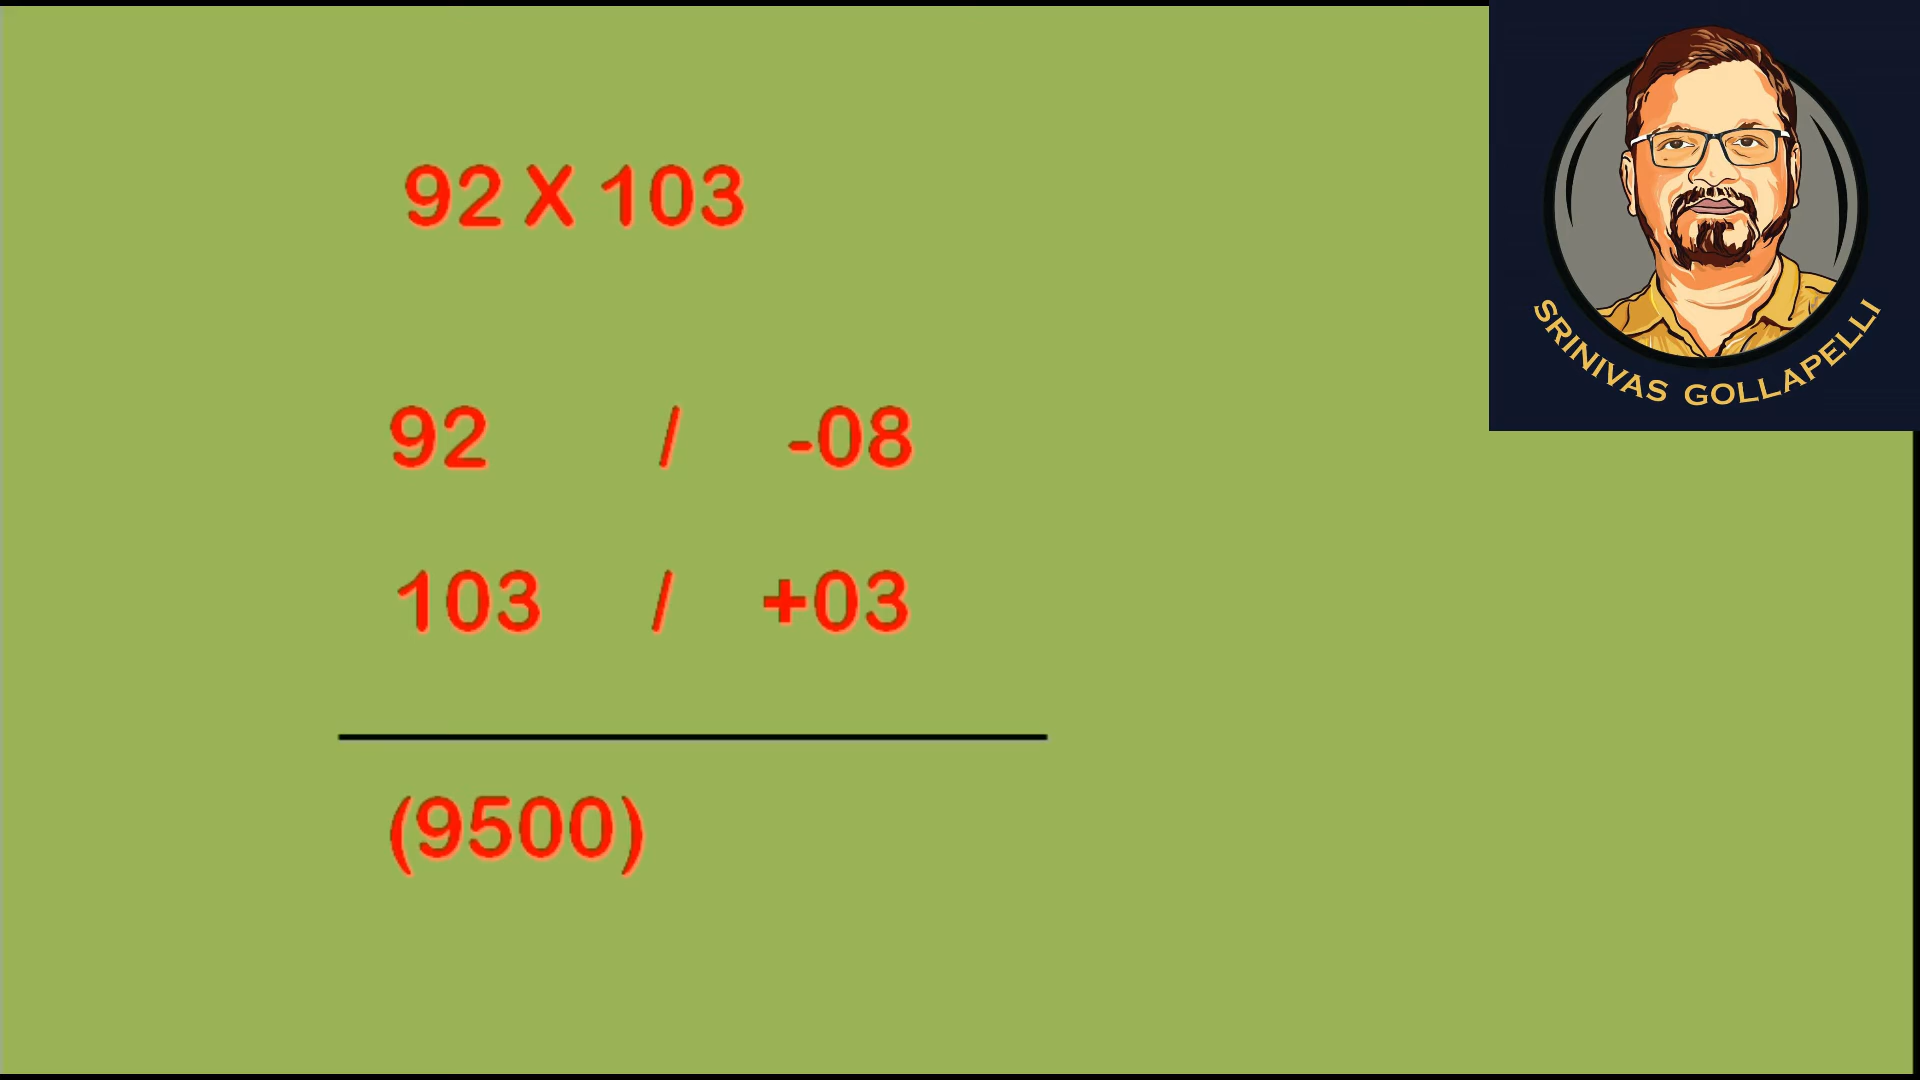 92 X 103
92 / -08
103 / +03
(9500)
SRINIVAS GOLLAPELLI